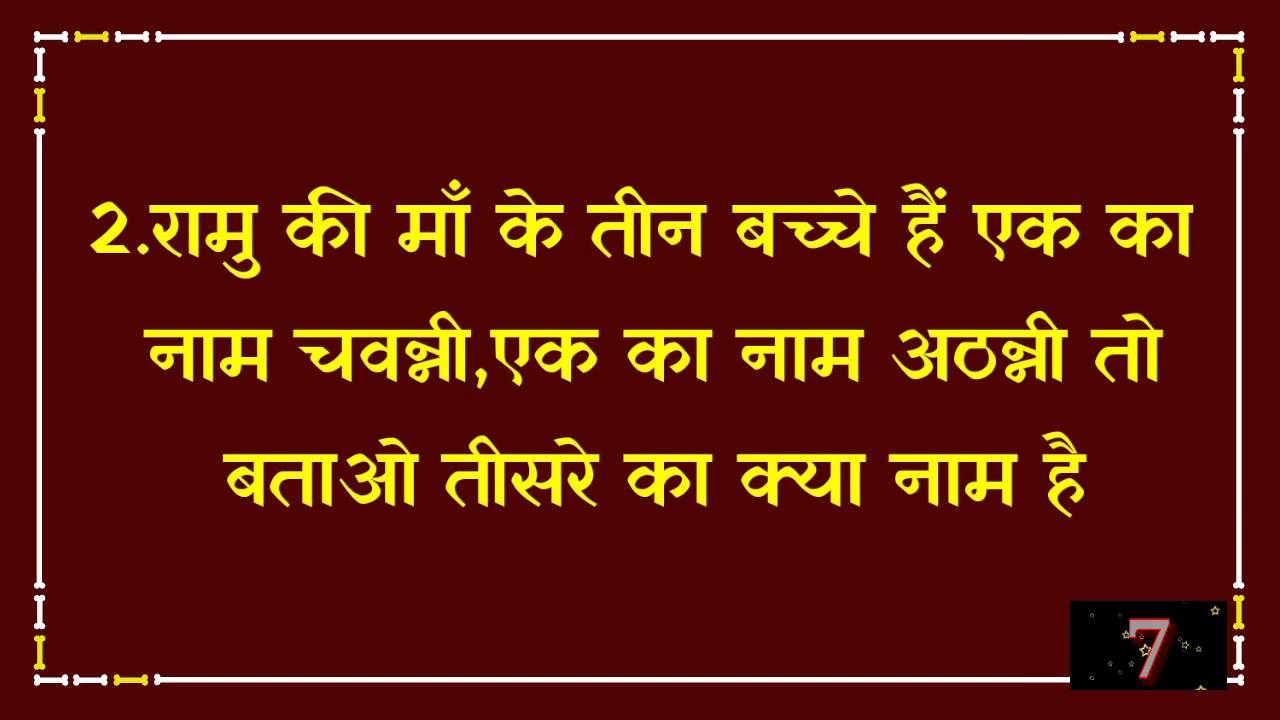 2.रामु की माँ के तीन बच्चे हैं एक का
नाम चवन्नी,एक का नाम अठन्नी तो
बताओ तीसरे का क्या नाम है
7